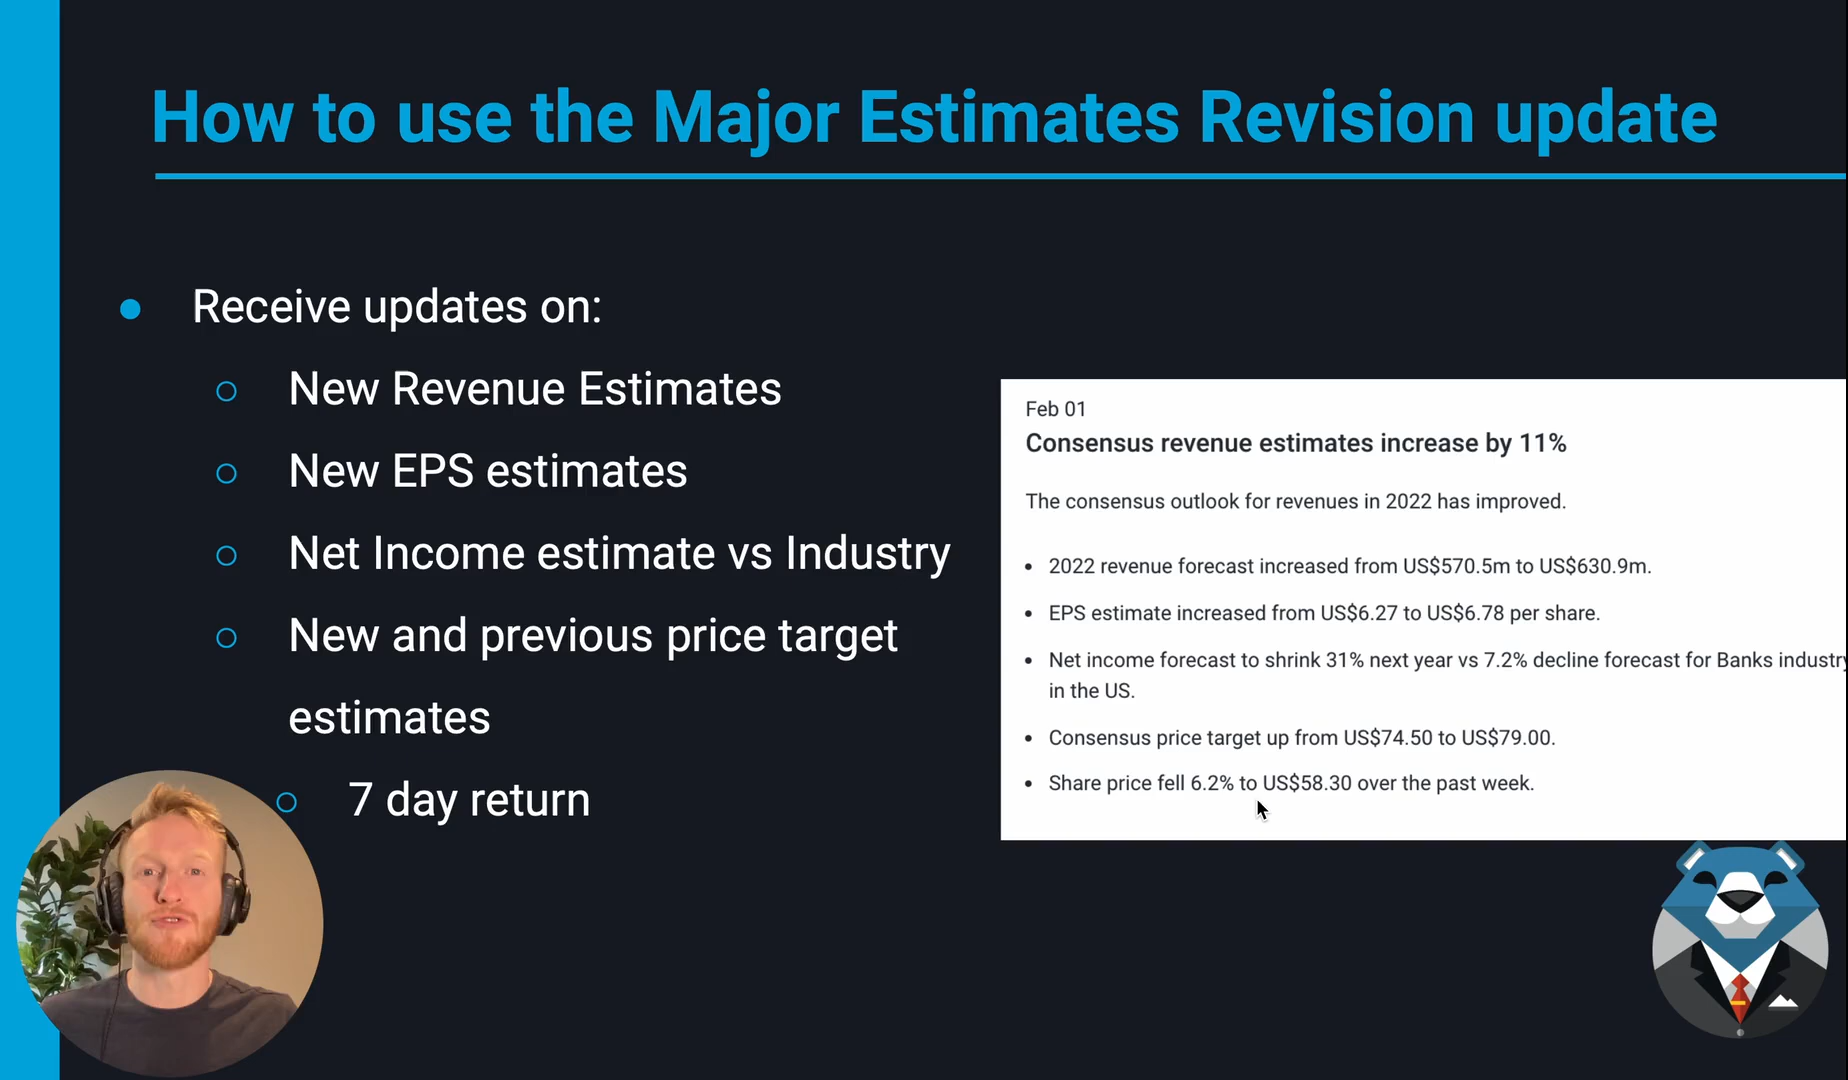 How to use the Major Estimates Revision update
Receive updates on:
New Revenue Estimates
New EPS estimates
Net Income estimate vs Industry
New and previous price target
estimates
7 day return
Feb 01
Consensus revenue estimates increase by 11%
The consensus outlook for revenues in 2022 has improved.
2022 revenue forecast increased from US$570.5m to US$630.9m.
EPS estimate increased from US$6.27 to US$6.78 per share.
Net income forecast to shrink 31% next year vs 7.2% decline forecast for Banks industry
in the US.
Consensus price target up from US$74.50 to US$79.00.
Share price fell 6.2% to US$58.30 over the past week.